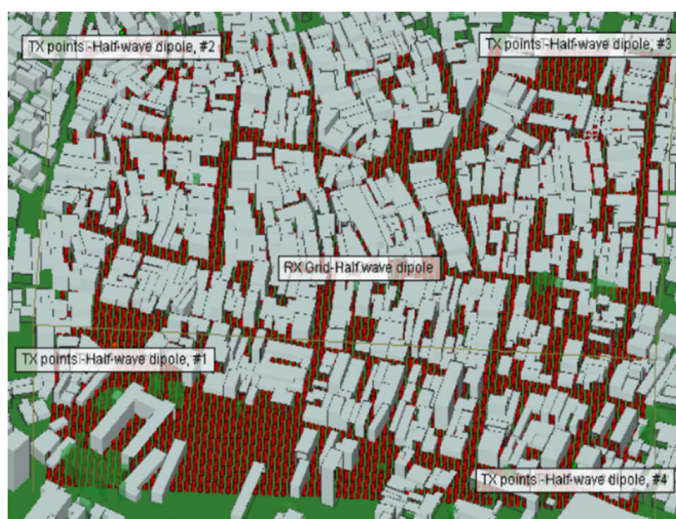 TX points -Half-wave dipole, #2
TX points -Half-wave dipole, #3
RX Grid-Half wave dipole
TX points -Half-wave dipole, #1
TX points -Half-wave dipole, #4